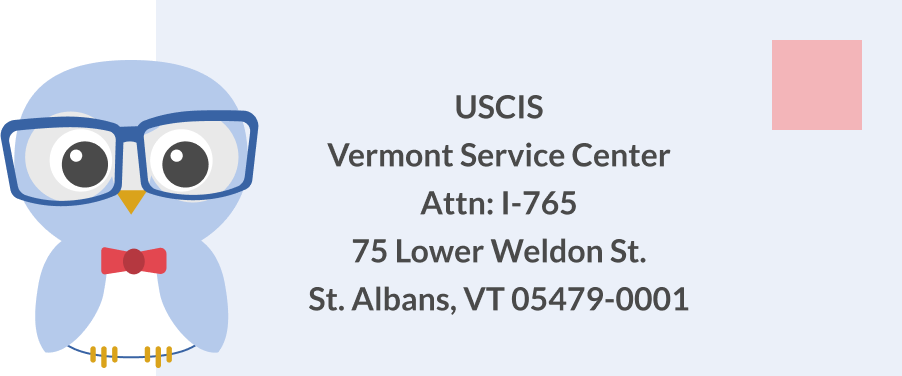 USCIS
Vermont Service Center
Attn: I-765
75 Lower Weldon St.
St. Albans, VT 05479-0001